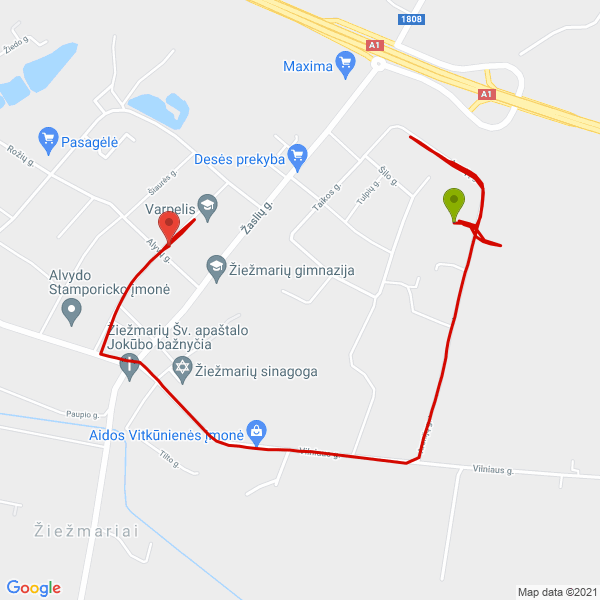 1808
Žiedo g.
A1
Maxima
A1
Pasagėlė
Rožių g.
Desės prekyba
Šilo g.
Šiaurės g.
Taikos g.
Tulpių g.
Varpelis
Žaslių g.
Alyvų g.
Žiežmarių gimnazija
Alvydo
Stamporicko įmonė
Žiežmarių Šv. apaštalo
Jokūbo bažnyčia
Žiežmarių sinagoga
Paupio g.
Aidos Vitkūnienės įmonė
Vilniaus g.
Tilto g.
Vilniaus g.
Žiežmariai
Google
Map data ©2021